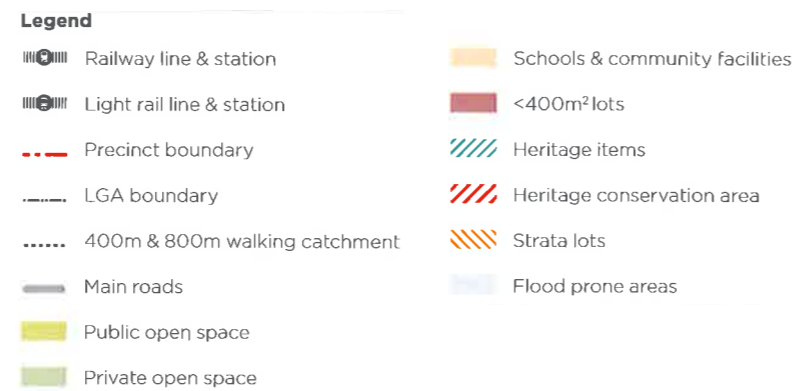 Legend
Railway line & station
Light rail line & station
Precinct boundary
LGA boundary
400m & 800m walking catchment
Main roads
Public open space
Private open space
Schools & community facilities
<400m² lots
Heritage items
Heritage conservation area
Strata lots
Flood prone areas